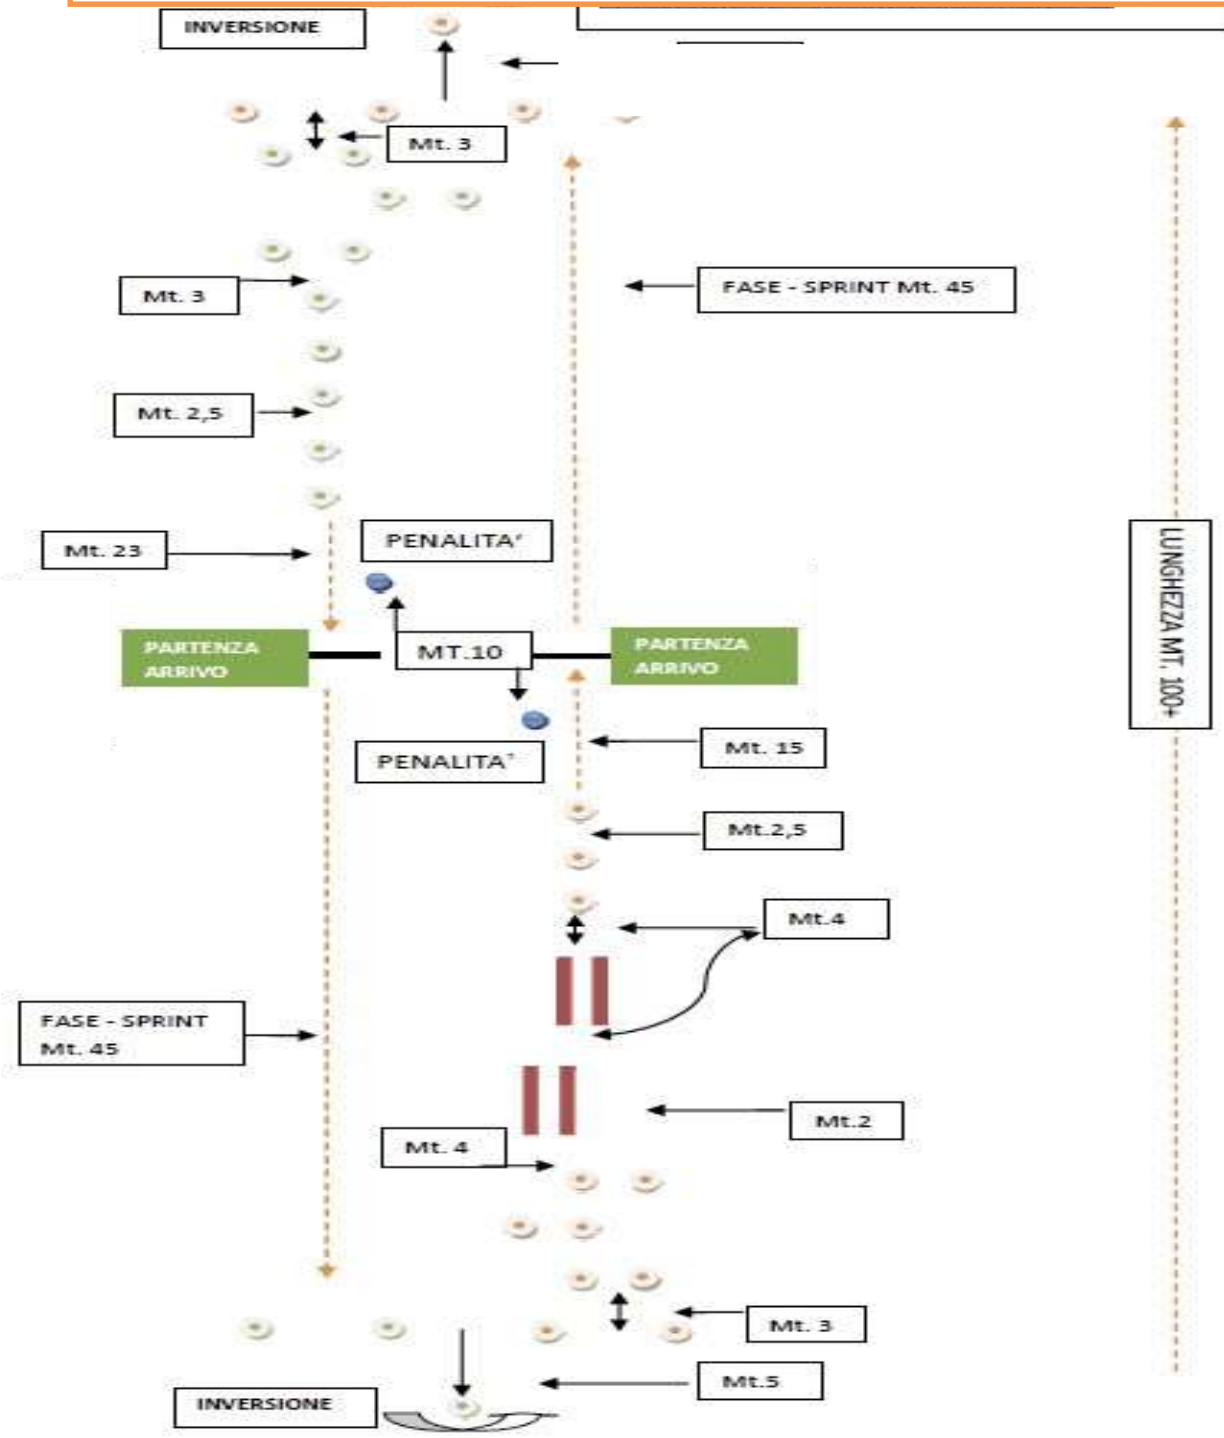 INVERSIONE
Mt. 3
Mt. 3
FASE - SPRINT Mt. 45
Mt. 2,5
PENALITA'
Mt. 23
PARTENZA
ARRIVO
MT.10
PARTENZA
ARRIVO
LUNGHEZZA MT. 100+
PENALITA'
Mt. 15
Mt.2,5
Mt.4
FASE - SPRINT
Mt. 45
Mt.2
Mt. 4
Mt. 3
Mt.5
INVERSIONE